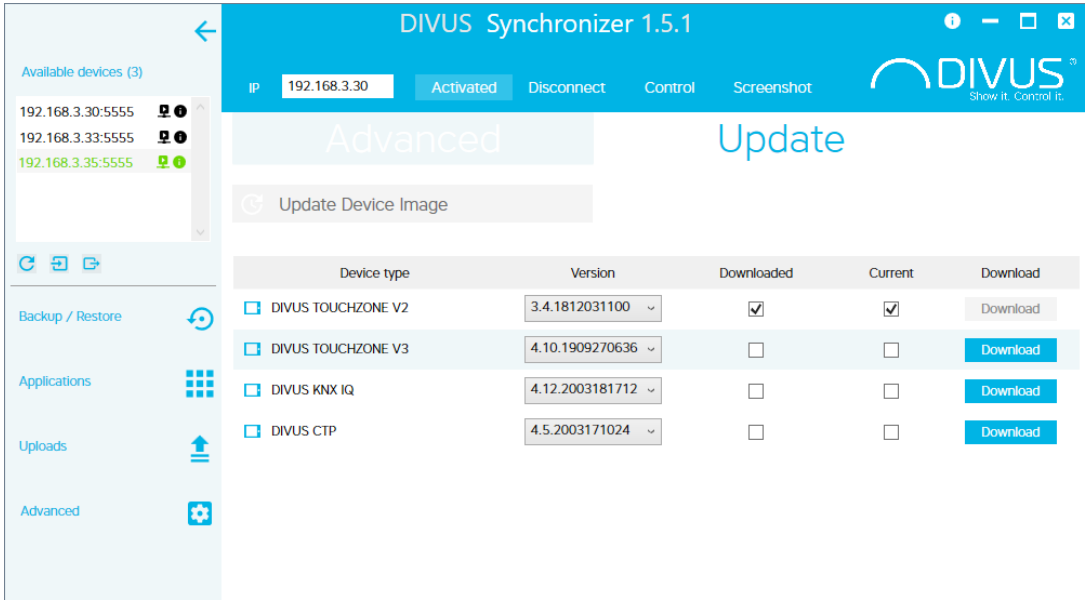 DIVUS Synchronizer 1.5.1
Available devices (3)
IP 192.168.3.30 Activated Disconnect Control Screenshot
DIVUS®
Show it. Control it.
192.168.3.30:5555
192.168.3.33:5555
192.168.3.35:5555
Advanced Update
Update Device Image
Device type Version Downloaded Current Download
DIVUS TOUCHZONE V2 3.4.1812031100 Download
DIVUS TOUCHZONE V3 4.10.1909270636 Download
DIVUS KNX IQ 4.12.2003181712 Download
DIVUS CTP 4.5.2003171024 Download
Backup / Restore
Applications
Uploads
Advanced